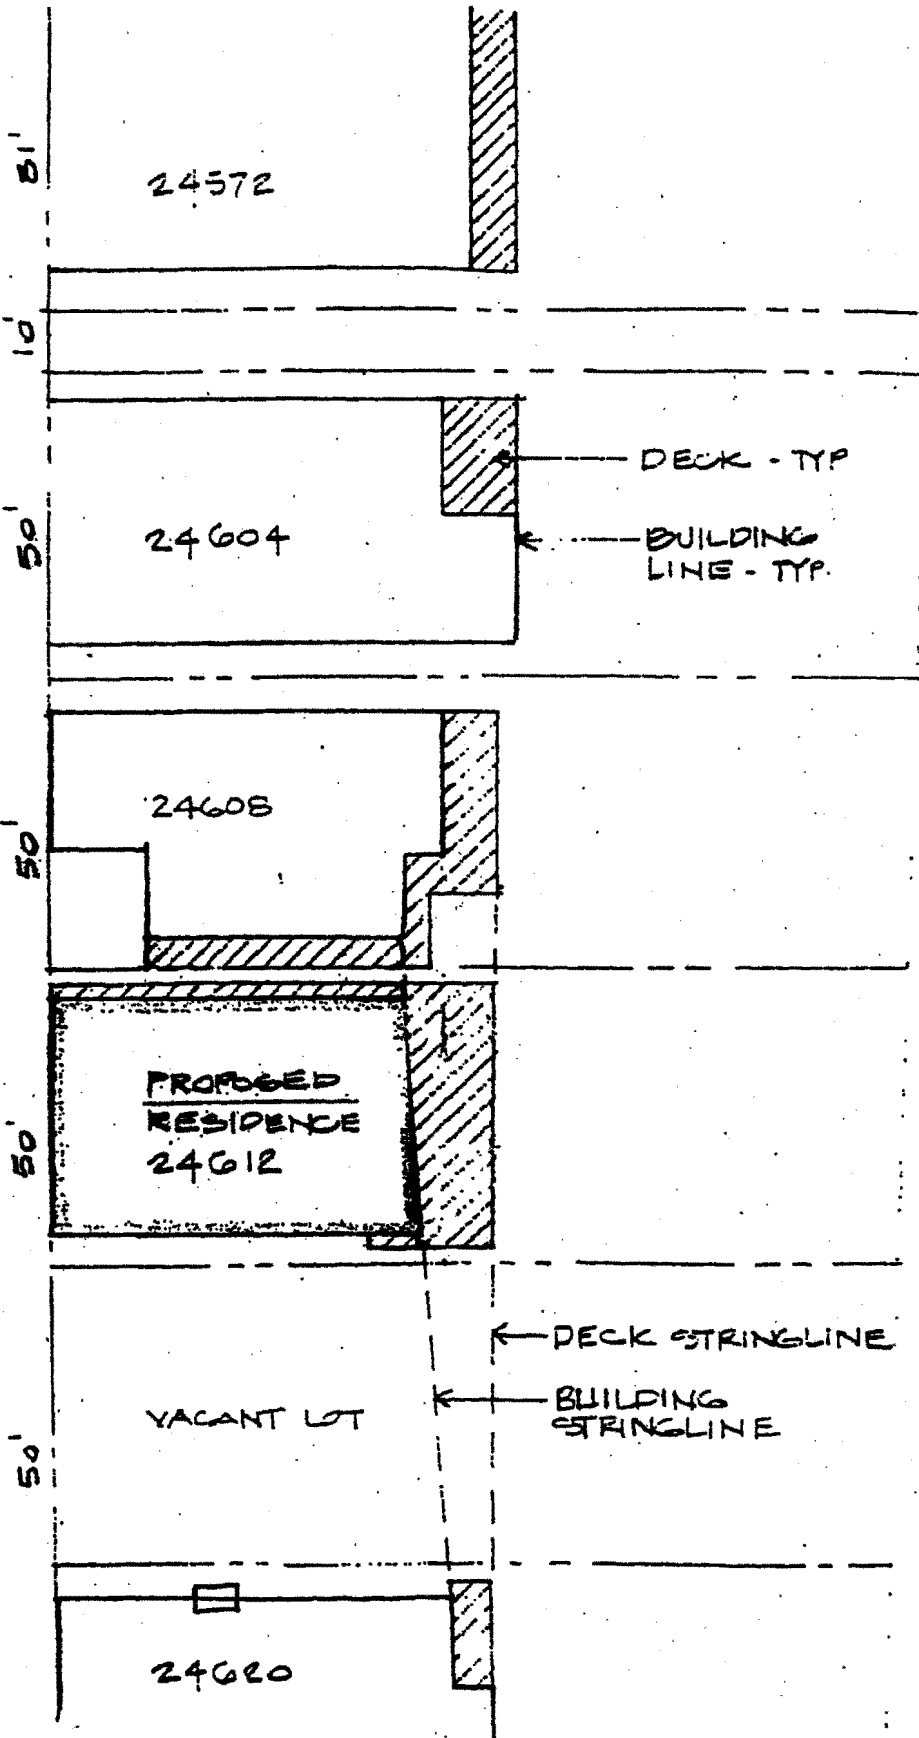 81'
24572
10'
DECK - TYP
50'
24604
BUILDING
LINE - TYP.
24608
50'
PROPOSED
RESIDENCE
24612
50'
DECK STRINGLINE
BUILDING
STRINGLINE
VACANT LOT
50'
24620